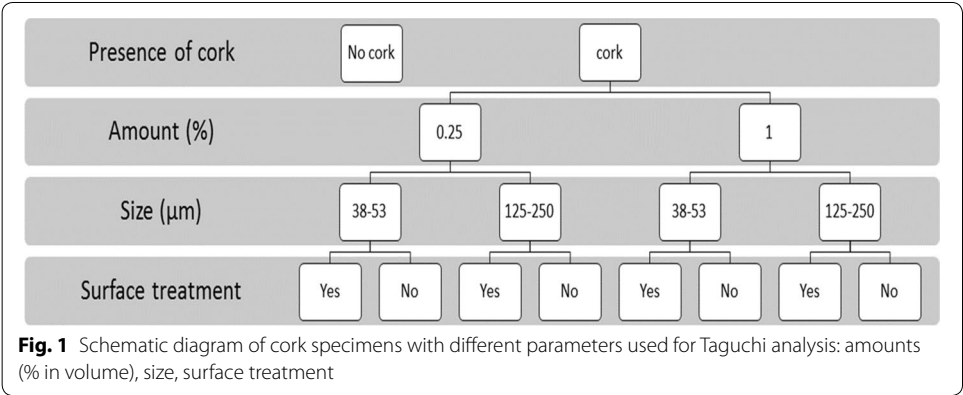 Presence of cork No cork cork
Amount (%) 0.25 1
Size (µm) 38-53 125-250 38-53 125-250
Surface treatment Yes No Yes No Yes No Yes No
Fig. 1 Schematic diagram of cork specimens with different parameters used for Taguchi analysis: amounts
(% in volume), size, surface treatment